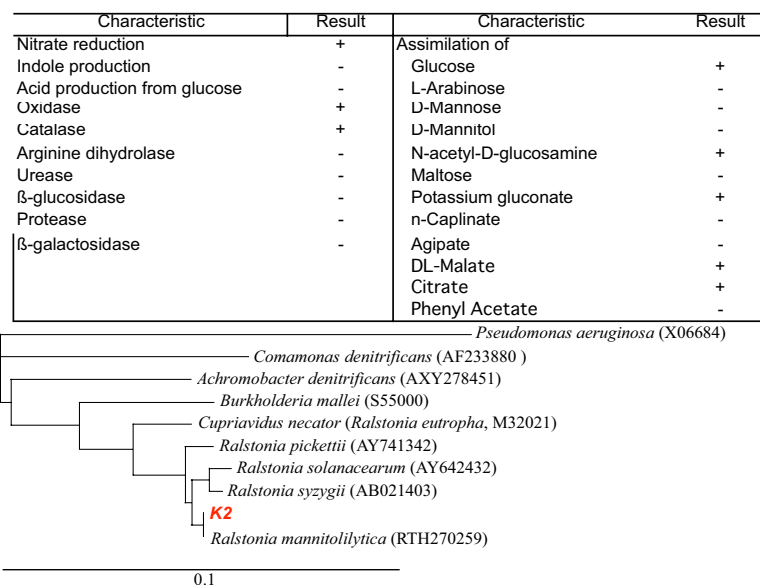 Characteristic Result Characteristic Result
Nitrate reduction + Assimilation of
Indole production - Glucose +
Acid production from glucose - L-Arabinose -
Oxidase + D-Mannose -
Catalase + D-Mannitol -
Arginine dihydrolase - N-acetyl-D-glucosamine +
Urease - Maltose -
ß-glucosidase - Potassium gluconate +
Protease - n-Caplinate -
ß-galactosidase - Agipate -
DL-Malate +
Citrate +
Phenyl Acetate -
Pseudomonas aeruginosa (X06684)
Comamonas denitrificans (AF233880 )
Achromobacter denitrificans (AXY278451)
Burkholderia mallei (S55000)
Cupriavidus necator (Ralstonia eutropha, M32021)
Ralstonia pickettii (AY741342)
Ralstonia solanacearum (AY642432)
Ralstonia syzygii (AB021403)
K2
Ralstonia mannitolilytica (RTH270259)
0.1